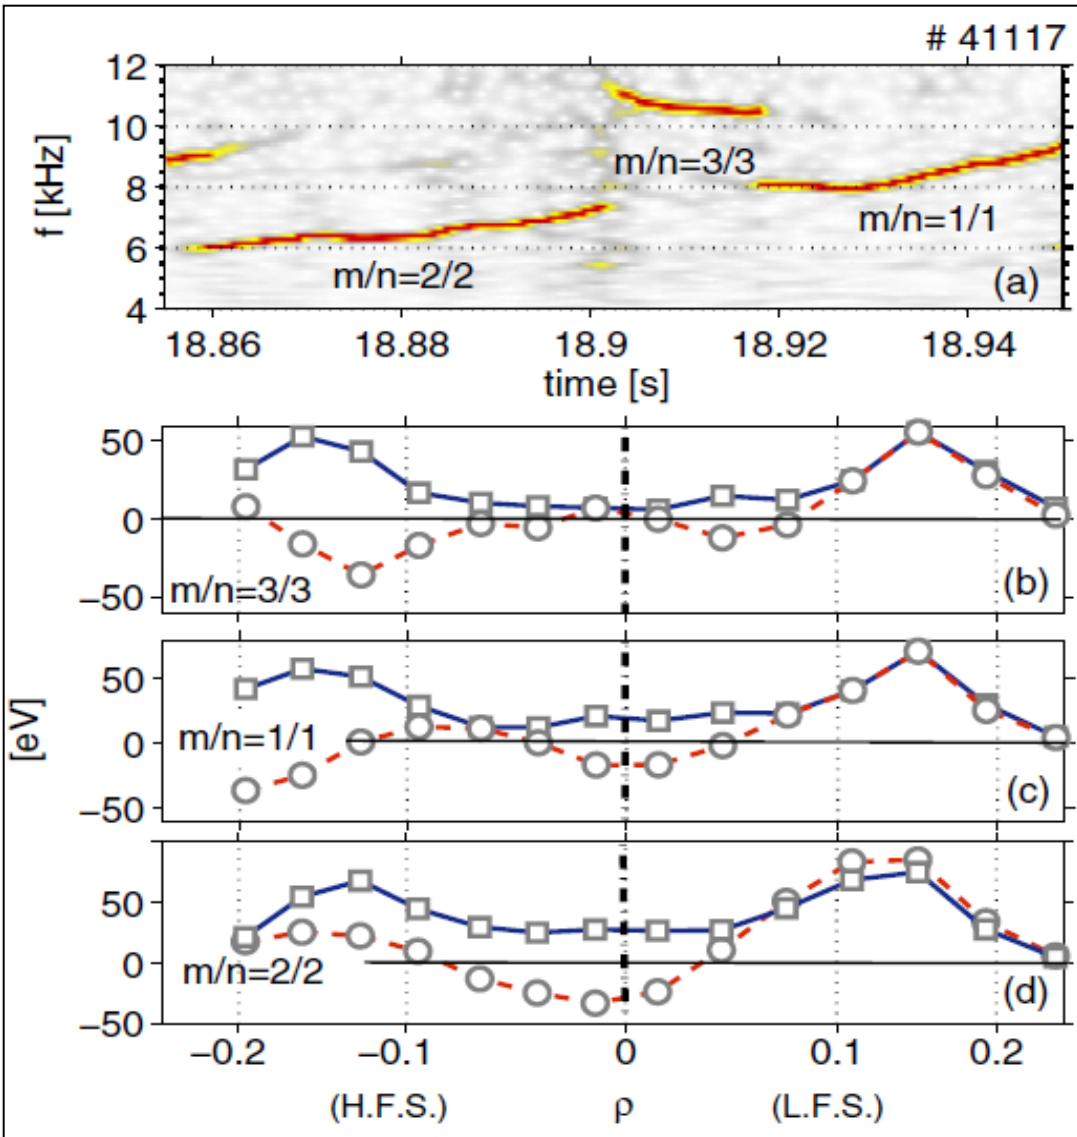 # 41117
12
10
8
6
4
f [kHz]
m/n=3/3
m/n=1/1
m/n=2/2
(a)
18.86 18.88 18.9 18.92 18.94
time [s]
50
0
−50
m/n=3/3
(b)
50
0
−50
[eV]
m/n=1/1
(c)
50
0
−50
m/n=2/2
(d)
−0.2 −0.1 0 0.1 0.2
(H.F.S.) ρ (L.F.S.)